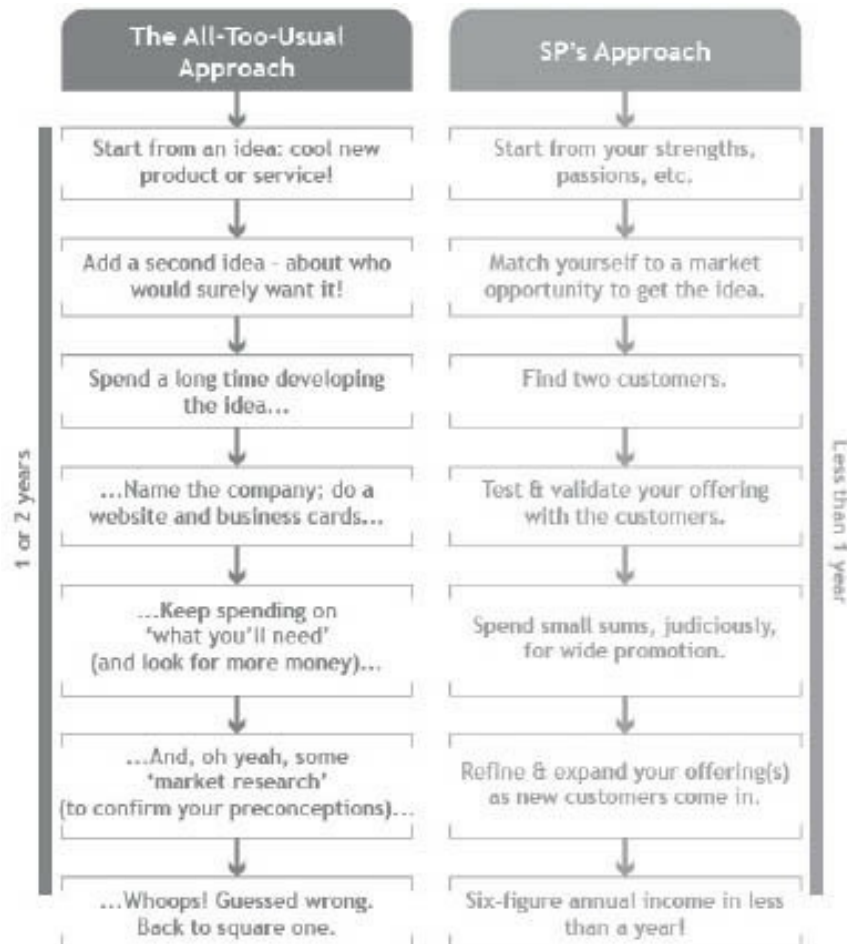 The All-Too-Usual
Approach
Start from an idea: cool new
product or service!
Add a second idea - about who
would surely want it!
Spend a long time developing
the idea...
...Name the company; do a
website and business cards...
...Keep spending on
'what you'll need'
(and look for more money)...
...And, oh yeah, some
'market research'
(to confirm your preconceptions)...
...Whoops! Guessed wrong.
Back to square one.
1 or 2 years
SP's Approach
Start from your strengths,
passions, etc.
Match yourself to a market
opportunity to get the idea.
Find two customers.
Test & validate your offering
with the customers.
Spend small sums, judiciously,
for wide promotion.
Refine & expand your offering(s)
as new customers come in.
Six-figure annual income in less
than a year!
Less than 1 year